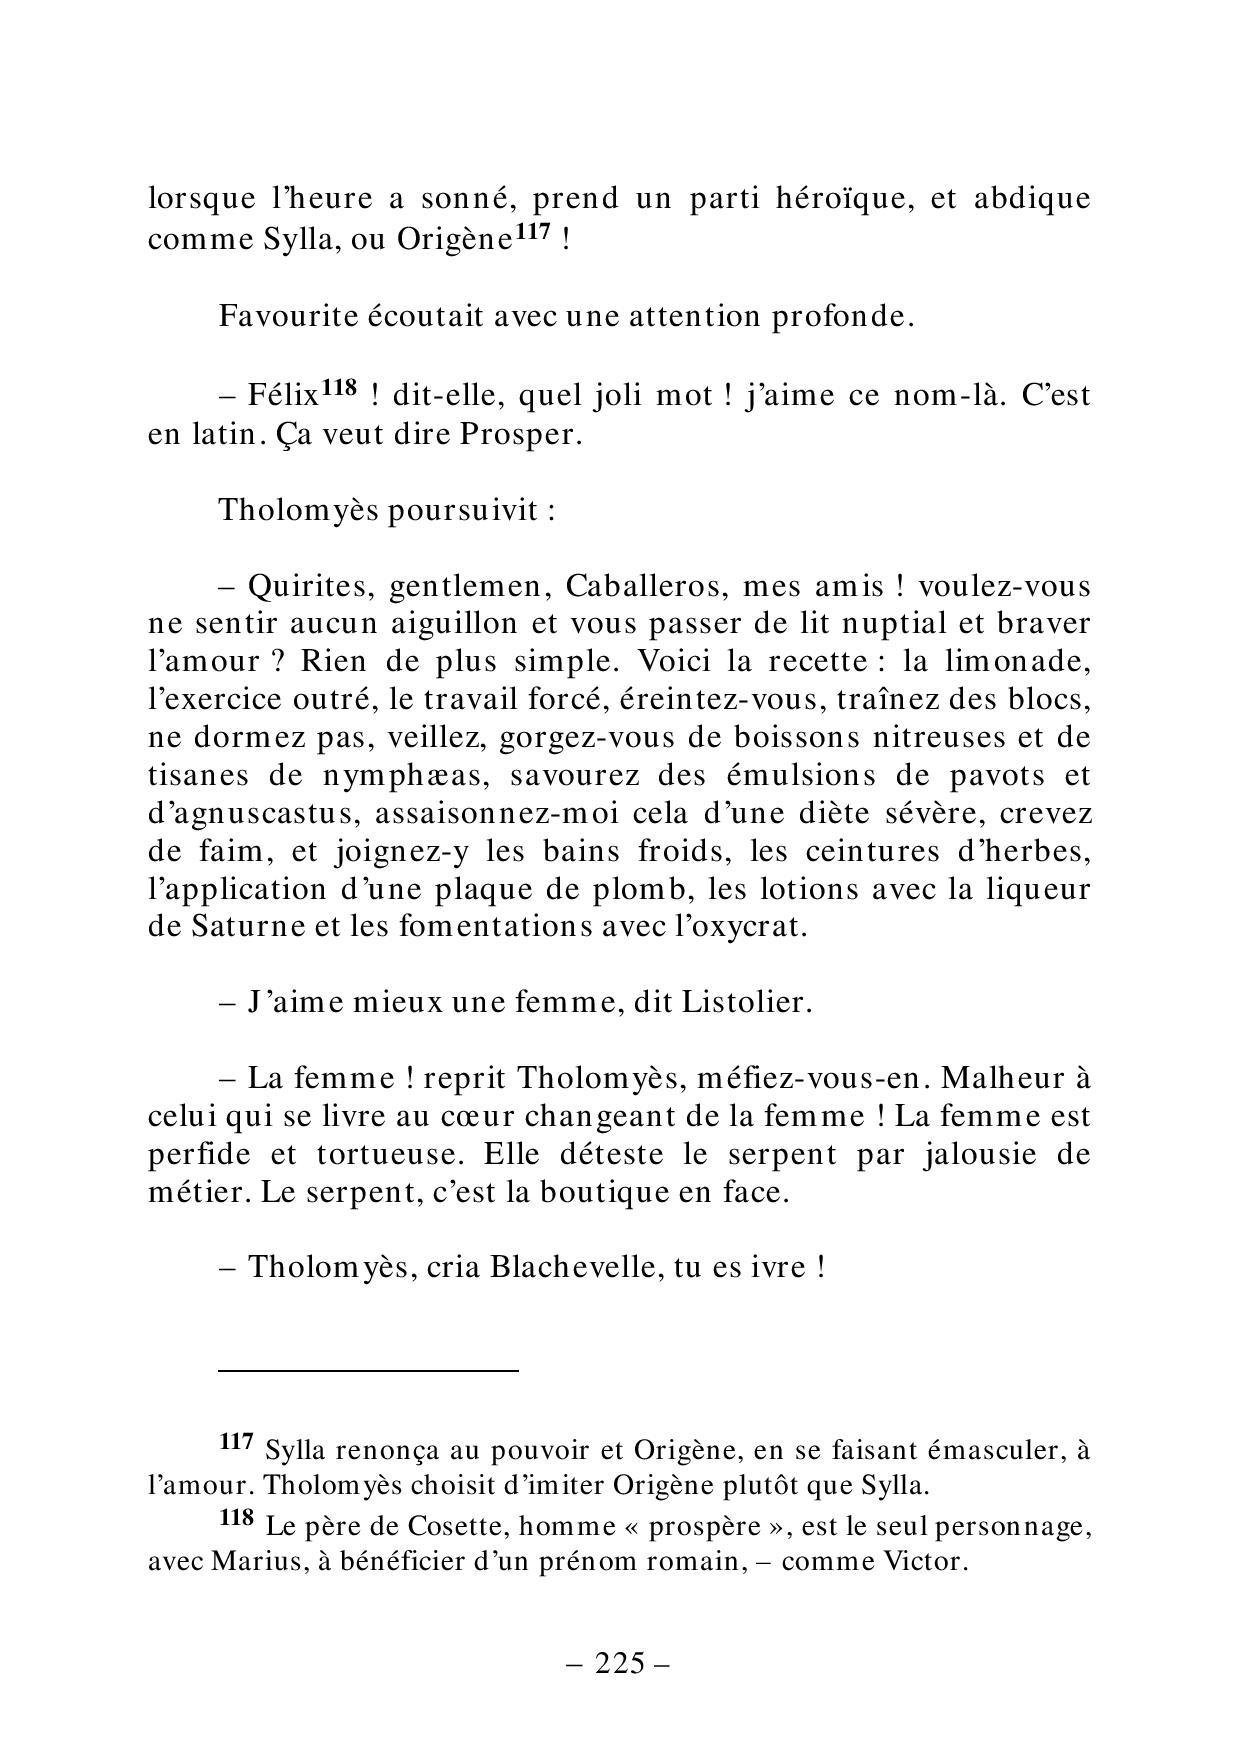 lorsque l’heure a sonné, prend un parti héroïque, et abdique
comme Sylla, ou Origène117 !
Favourite écoutait avec une attention profonde.
– Félix118 ! dit-elle, quel joli mot ! j’aime ce nom-là. C’est
en latin. Ça veut dire Prosper.
Tholomyès poursuivit :
– Quirites, gentlemen, Caballeros, mes amis ! voulez-vous
ne sentir aucun aiguillon et vous passer de lit nuptial et braver
l’amour ? Rien de plus simple. Voici la recette : la limonade,
l’exercice outré, le travail forcé, éreintez-vous, traînez des blocs,
ne dormez pas, veillez, gorgez-vous de boissons nitreuses et de
tisanes de nymphæas, savourez des émulsions de pavots et
d’agnuscastus, assaisonnez-moi cela d’une diète sévère, crevez
de faim, et joignez-y les bains froids, les ceintures d’herbes,
l’application d’une plaque de plomb, les lotions avec la liqueur
de Saturne et les fomentations avec l’oxycrat.
– J’aime mieux une femme, dit Listolier.
– La femme ! reprit Tholomyès, méfiez-vous-en. Malheur à
celui qui se livre au cœur changeant de la femme ! La femme est
perfide et tortueuse. Elle déteste le serpent par jalousie de
métier. Le serpent, c’est la boutique en face.
– Tholomyès, cria Blachevelle, tu es ivre !
117 Sylla renonça au pouvoir et Origène, en se faisant émasculer, à
l’amour. Tholomyès choisit d’imiter Origène plutôt que Sylla.
118 Le père de Cosette, homme « prospère », est le seul personnage,
avec Marius, à bénéficier d’un prénom romain, – comme Victor.
– 225 –